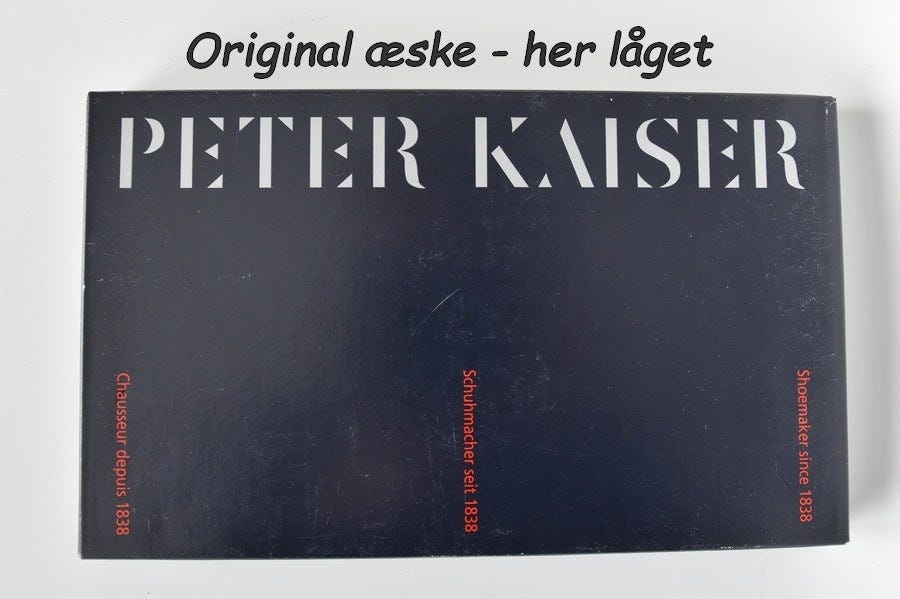 Original æske - her låget
PETER KAISER
Chausseur depuis 1838
Schuhmacher seit 1838
Shoemaker since 1838